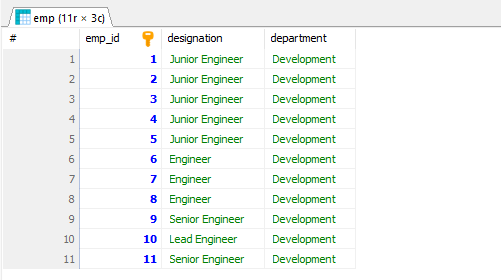 emp (11r × 3c)
# emp_id designation department
1 1 Junior Engineer Development
2 2 Junior Engineer Development
3 3 Junior Engineer Development
4 4 Junior Engineer Development
5 5 Junior Engineer Development
6 6 Engineer Development
7 7 Engineer Development
8 8 Engineer Development
9 9 Senior Engineer Development
10 10 Lead Engineer Development
11 11 Senior Engineer Development